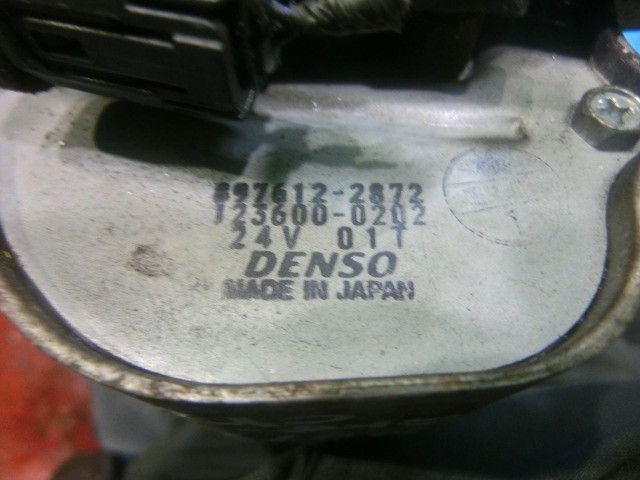 897612-2872
123600-0202
24V 01T
DENSO
MADE IN JAPAN